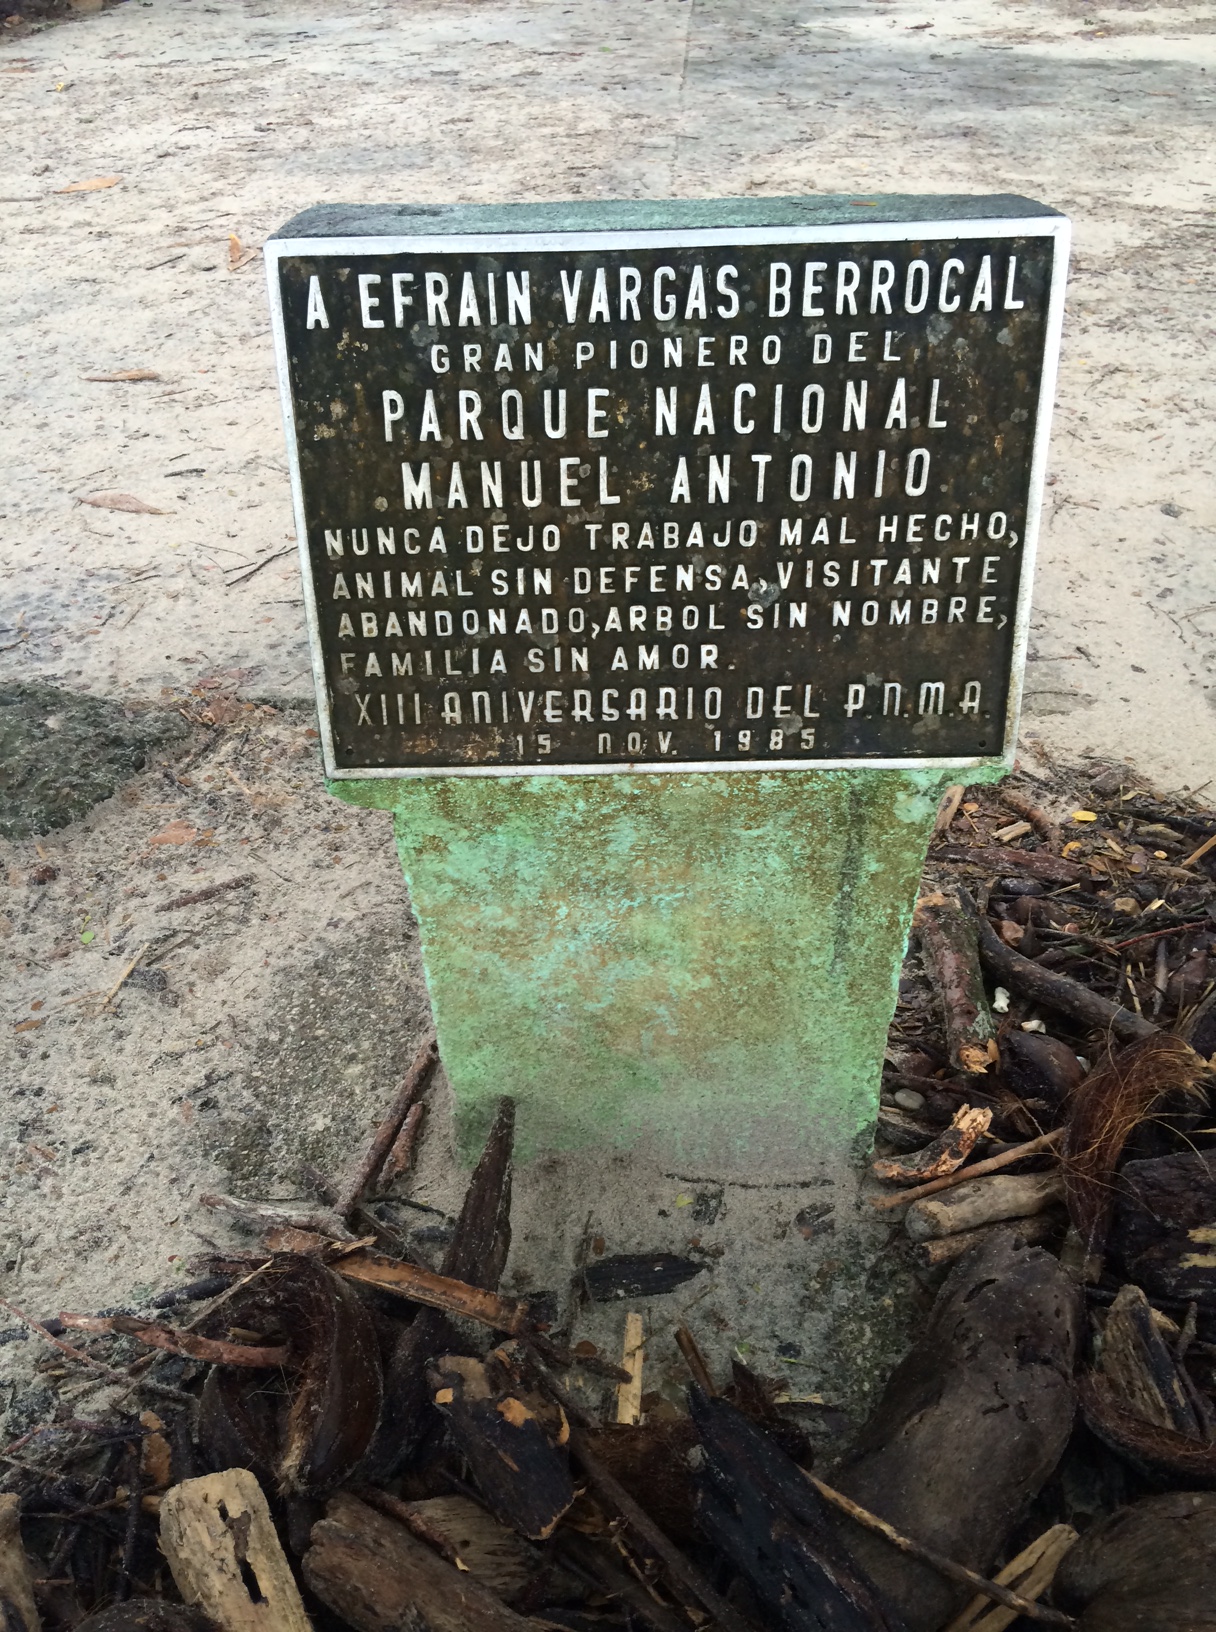 A EFRAIN VARGAS BERROCAL
GRAN PIONERO DEL
PARQUE NACIONAL
MANUEL ANTONIO
NUNCA DEJO TRABAJO MAL HECHO,
ANIMAL SIN DEFENSA, VISITANTE
ABANDONADO, ARBOL SIN NOMBRE,
FAMILIA SIN AMOR.
XIII ANIVERSARIO DEL P.N.M.A.
15 NOV. 1985